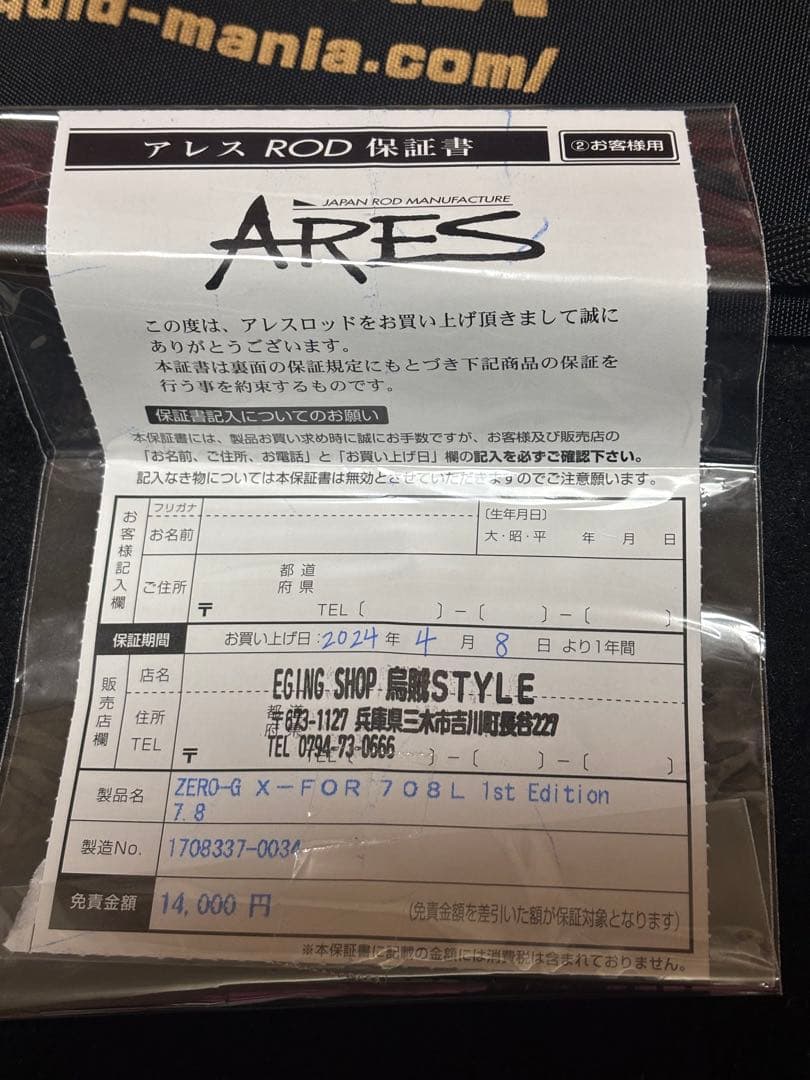 quid-mania.com/
アレス ROD 保証書
②お客様用
JAPAN ROD MANUFACTURE
ARES
この度は、アレスロッドをお買い上げ頂きまして誠に
ありがとうございます。
本証書は裏面の保証規定にもとづき下記商品の保証を
行う事を約束するものです。
保証書記入についてのお願い
本保証書には、製品お買い求め時に誠にお手数ですが、お客様及び販売店の
「お名前、ご住所、お電話」と「お買い上げ日」欄の記入を必ずご確認下さい。
記入なき物については本保証書は無効とさせていただきますのでご注意願います。
お客様記入欄
フリガナ
お名前
〔生年月日〕
大・昭・平 年 月 日
ご住所
都道
府県
〒 TEL〔 〕-〔 〕-〔 〕
保証期間
お買い上げ日:2024年 4月 8日 より1年間
販売店欄
店名
EGING SHOP 烏賊STYLE
住所
都道
府県
〒673-1127 兵庫県三木市吉川町長谷227
TEL
TEL 0794-73-0666
〒 TEL〔 〕-〔 〕-〔 〕
製品名
ZERO-G X-FOR 708L 1st Edition
7.8
製造No.
1708337-0034
免責金額
14,000 円
(免責金額を差引いた額が保証対象となります)
※本保証書に記載の金額には消費税は含まれておりません。